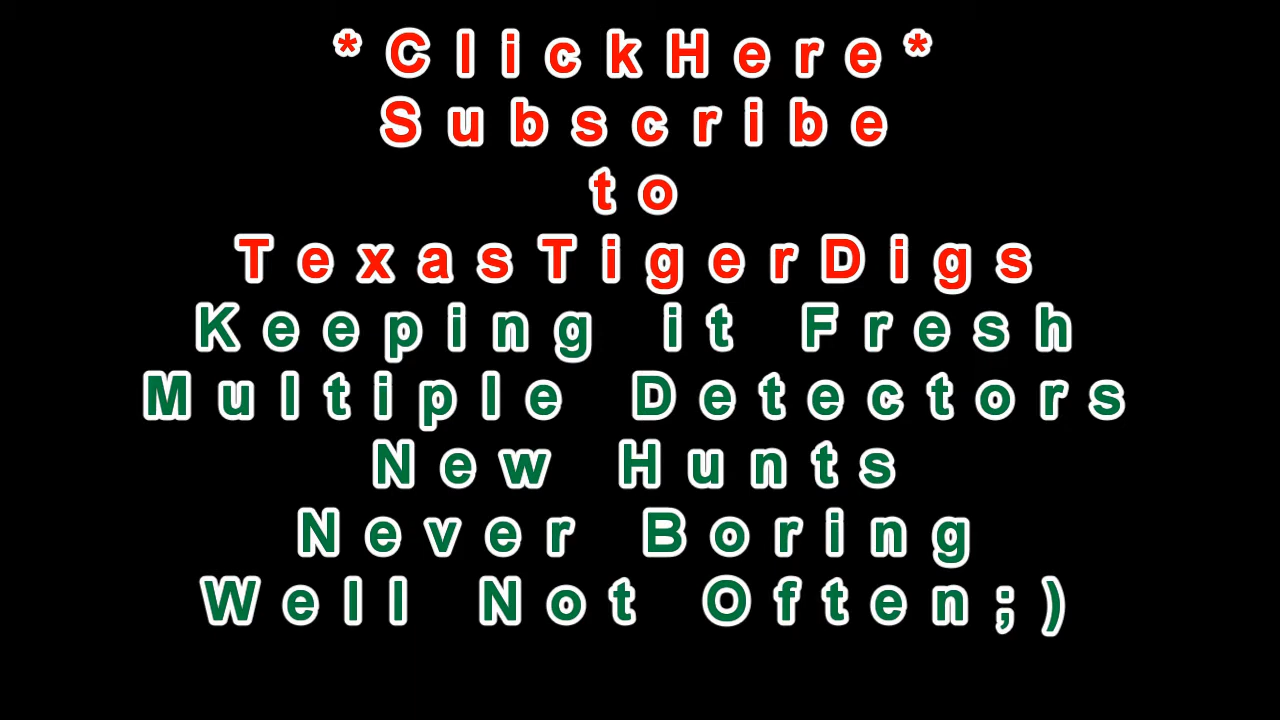 *ClickHere*
Subscribe
to
TexasTigerDigs
Keeping it Fresh
Multiple Detectors
New Hunts
Never Boring
Well Not Often;)